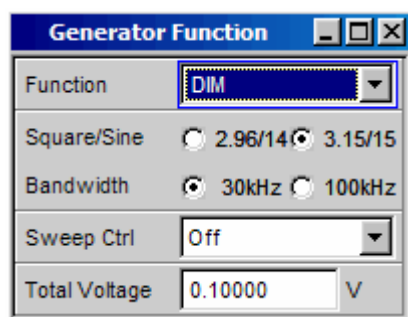 Generator Function
Function DIM
Square/Sine 2.96/14 3.15/15
Bandwidth 30kHz 100kHz
Sweep Ctrl Off
Total Voltage 0.10000 V